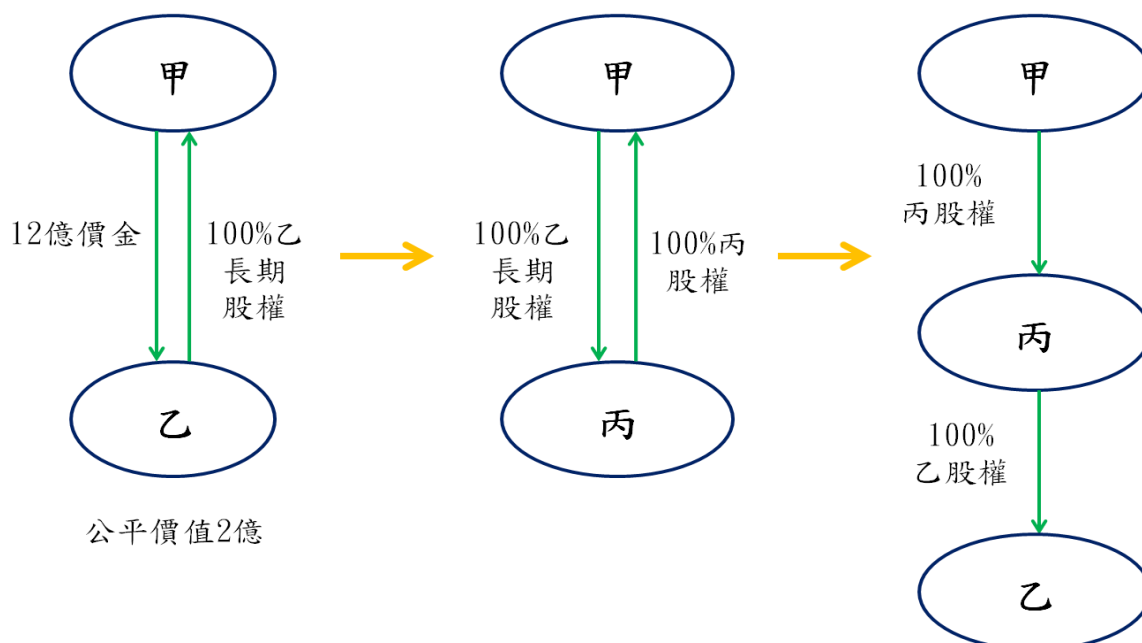 甲
12億價金
100%乙
長期
股權
乙
公平價值2億
甲
100%乙
長期
股權
100%丙
股權
丙
甲
100%
丙股權
丙
100%
乙股權
乙